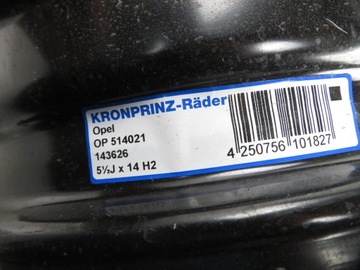 KRONPRINZ-Räder
Opel
OP 514021
143626
5½J x 14 H2
4 250756 101827